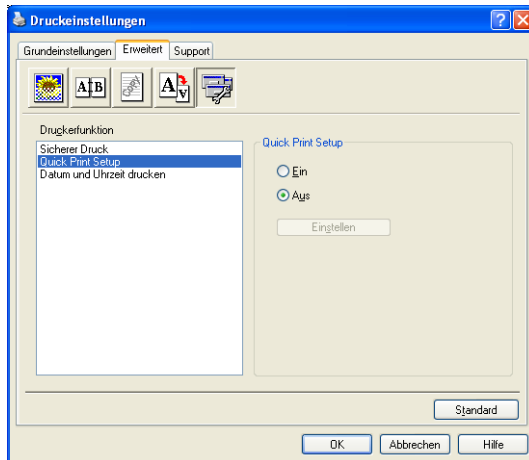 Druckeinstellungen
Grundeinstellungen Erweitert Support
A B A A
Druckerfunktion
Sicherer Druck
Quick Print Setup
Datum und Uhrzeit drucken
Quick Print Setup
Ein
Aus
Einstellen
Standard
OK Abbrechen Hilfe